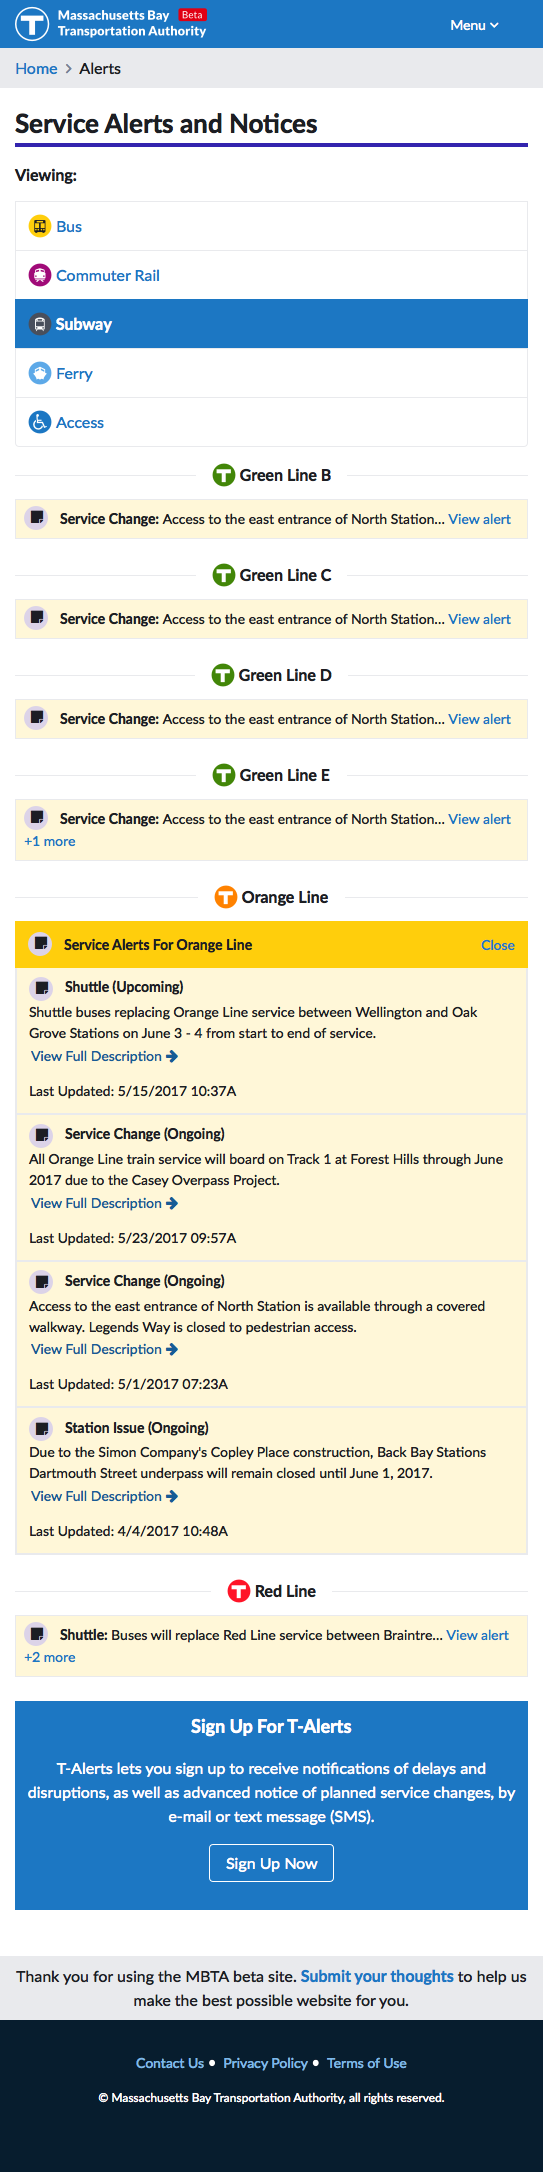 Massachusetts Bay Beta
Transportation Authority
Menu
Home > Alerts
Service Alerts and Notices
Viewing:
Bus
Commuter Rail
Subway
Ferry
Access
T Green Line B
Service Change: Access to the east entrance of North Station... View alert
T Green Line C
Service Change: Access to the east entrance of North Station... View alert
T Green Line D
Service Change: Access to the east entrance of North Station... View alert
T Green Line E
Service Change: Access to the east entrance of North Station... View alert
+1 more
T Orange Line
Service Alerts For Orange Line Close
Shuttle (Upcoming)
Shuttle buses replacing Orange Line service between Wellington and Oak
Grove Stations on June 3 - 4 from start to end of service.
View Full Description →
Last Updated: 5/15/2017 10:37A
Service Change (Ongoing)
All Orange Line train service will board on Track 1 at Forest Hills through June
2017 due to the Casey Overpass Project.
View Full Description →
Last Updated: 5/23/2017 09:57A
Service Change (Ongoing)
Access to the east entrance of North Station is available through a covered
walkway. Legends Way is closed to pedestrian access.
View Full Description →
Last Updated: 5/1/2017 07:23A
Station Issue (Ongoing)
Due to the Simon Company's Copley Place construction, Back Bay Stations
Dartmouth Street underpass will remain closed until June 1, 2017.
View Full Description →
Last Updated: 4/4/2017 10:48A
T Red Line
Shuttle: Buses will replace Red Line service between Braintre... View alert
+2 more
Sign Up For T-Alerts
T-Alerts lets you sign up to receive notifications of delays and
disruptions, as well as advanced notice of planned service changes, by
e-mail or text message (SMS).
Sign Up Now
Thank you for using the MBTA beta site. Submit your thoughts to help us
make the best possible website for you.
Contact Us • Privacy Policy • Terms of Use
© Massachusetts Bay Transportation Authority, all rights reserved.